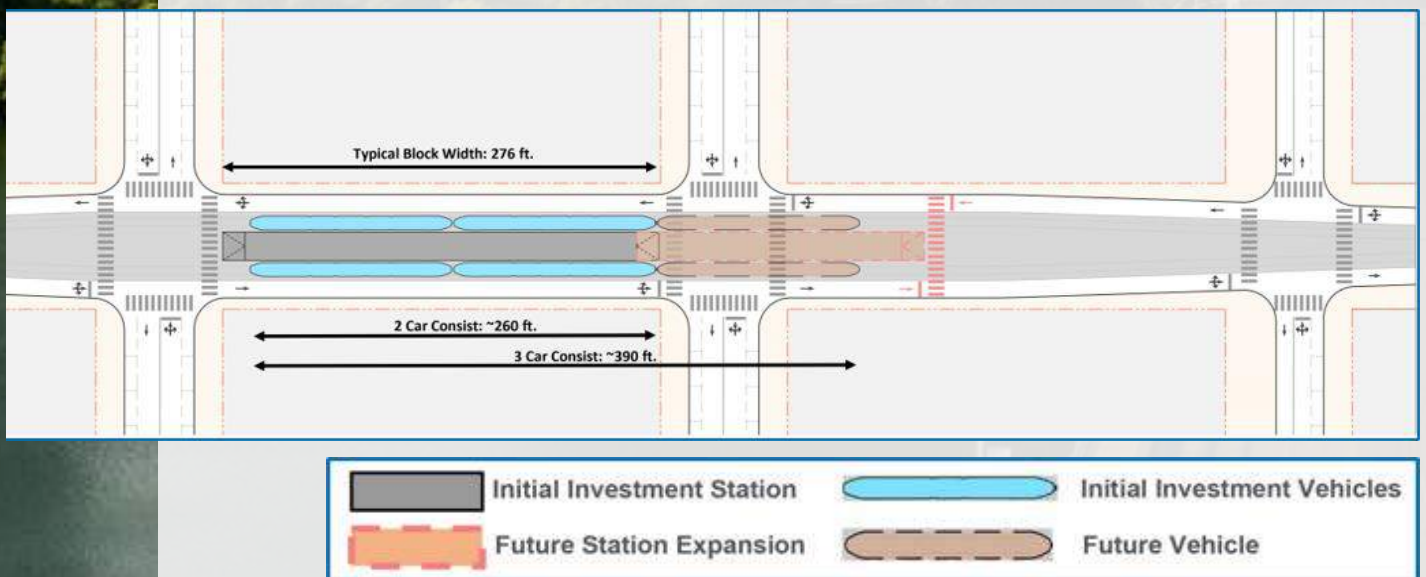 Typical Block Width: 276 ft.
2 Car Consist: ~260 ft.
3 Car Consist: ~390 ft.
Initial Investment Station
Initial Investment Vehicles
Future Station Expansion
Future Vehicle